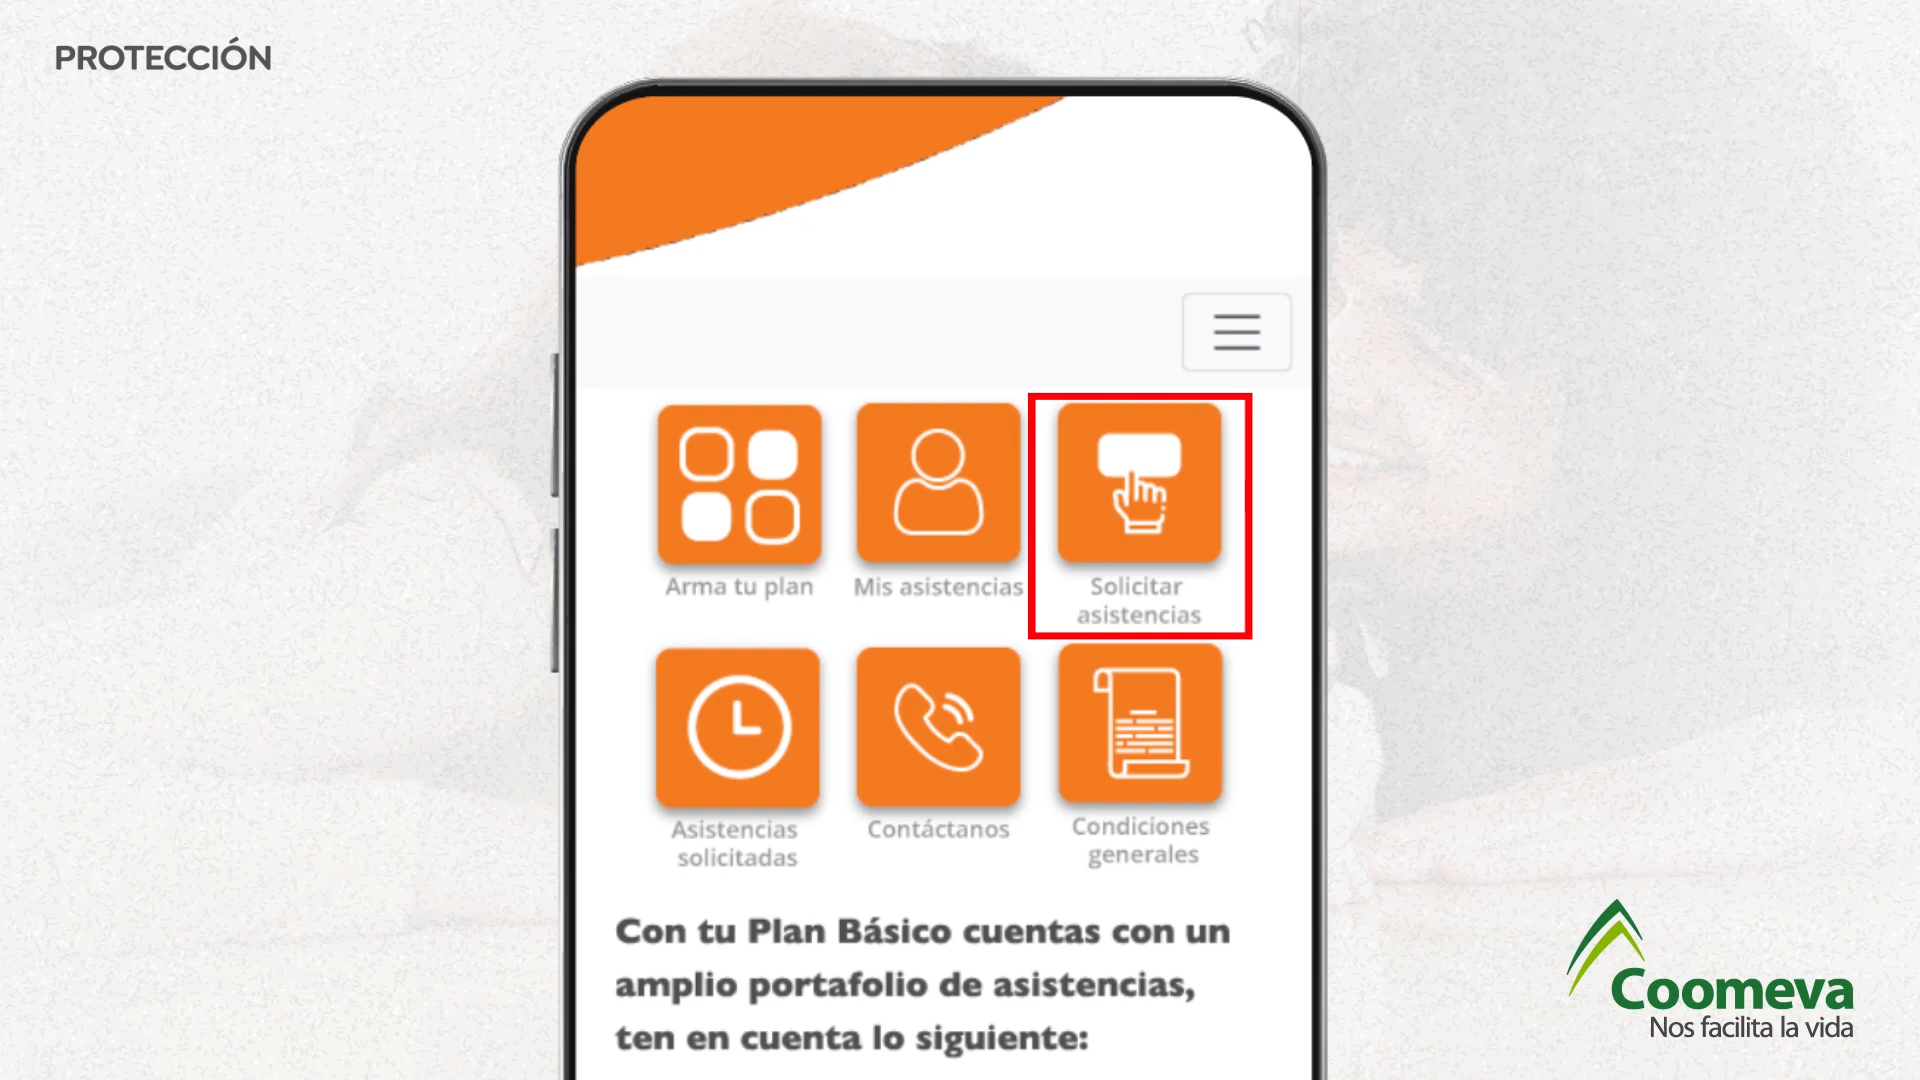 PROTECCIÓN
Arma tu plan
Mis asistencias
Solicitar
asistencias
Asistencias
solicitadas
Contáctanos
Condiciones
generales
Con tu Plan Básico cuentas con un
amplio portafolio de asistencias,
ten en cuenta lo siguiente:
Coomeva
Nos facilita la vida